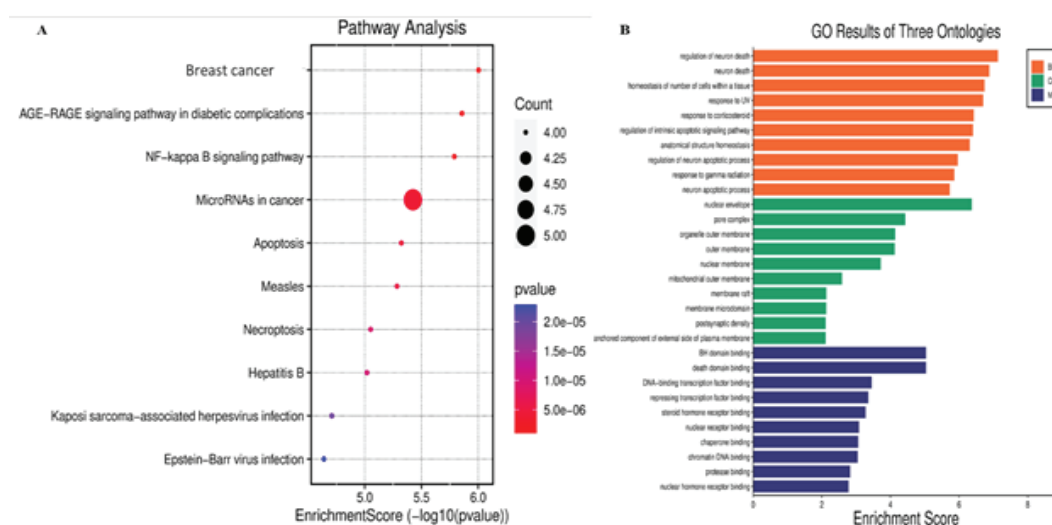 A
Pathway Analysis
Breast cancer
AGE-RAGE signaling pathway in diabetic complications
NF-kappa B signaling pathway
MicroRNAs in cancer
Apoptosis
Measles
Necroptosis
Hepatitis B
Kaposi sarcoma-associated herpesvirus infection
Epstein-Barr virus infection
5.0 5.5 6.0
EnrichmentScore (-log10(pvalue))
Count
4.00
4.25
4.50
4.75
5.00
pvalue
2.0e-05
1.5e-05
1.0e-05
5.0e-06
B
GO Results of Three Ontologies
regulation of neuron death
neuron death
homeostasis of number of cells within a tissue
response to UV
response to corticosteroid
regulation of intrinsic apoptotic signaling pathway
anatomical structure homeostasis
regulation of neuron apoptotic process
response to gamma radiation
neuron apoptotic process
nuclear envelope
pore complex
organelle outer membrane
outer membrane
nuclear membrane
mitochondrial outer membrane
membrane raft
membrane microdomain
postsynaptic density
anchored component of external side of plasma membrane
BH domain binding
death domain binding
DNA-binding transcription factor binding
repressing transcription factor binding
steroid hormone receptor binding
nuclear receptor binding
chaperone binding
chromatin DNA binding
protease binding
nuclear hormone receptor binding
0 2 4 6 8
Enrichment Score